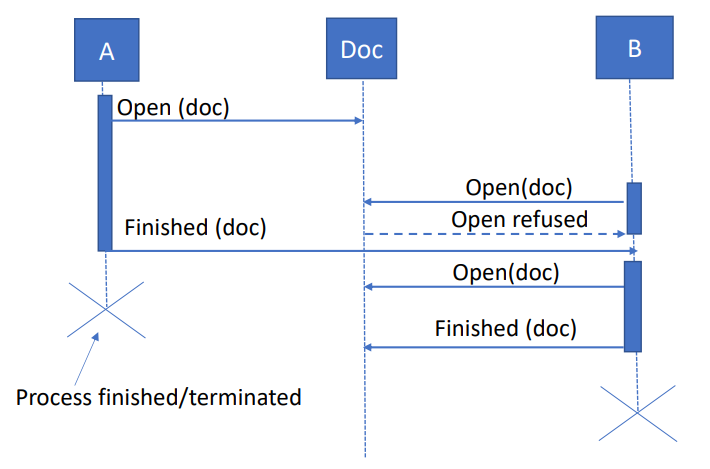 A
Doc
B
Open (doc)
Open(doc)
Open refused
Finished (doc)
Open(doc)
Finished (doc)
Process finished/terminated